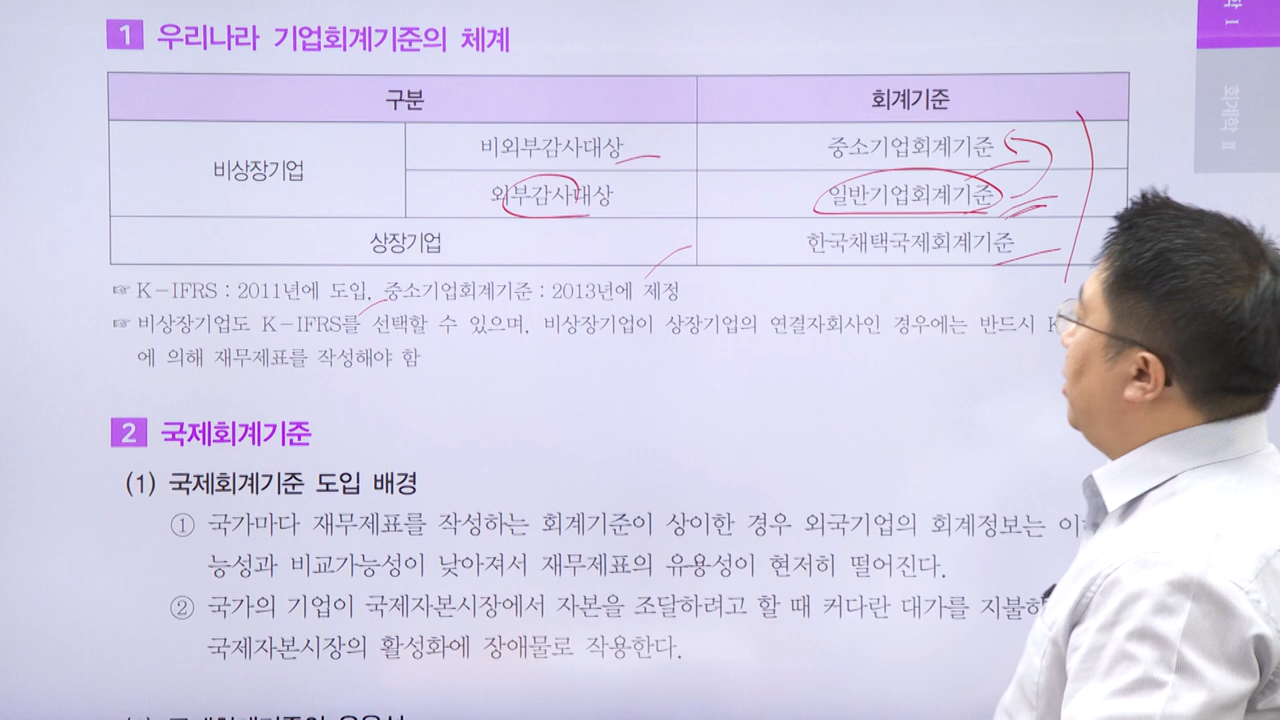 1 우리나라 기업회계기준의 체계
구분 회계기준
비상장기업 비외부감사대상 중소기업회계기준
외부감사대상 일반기업회계기준
상장기업 한국채택국제회계기준
☞ K-IFRS : 2011년에 도입, 중소기업회계기준 : 2013년에 제정
☞ 비상장기업도 K-IFRS를 선택할 수 있으며, 비상장기업이 상장기업의 연결자회사인 경우에는 반드시
에 의해 재무제표를 작성해야 함
2 국제회계기준
(1) 국제회계기준 도입 배경
① 국가마다 재무제표를 작성하는 회계기준이 상이한 경우 외국기업의 회계정보는
능성과 비교가능성이 낮아져서 재무제표의 유용성이 현저히 떨어진다.
② 국가의 기업이 국제자본시장에서 자본을 조달하려고 할 때 커다란 대가를
국제자본시장의 활성화에 장애물로 작용한다.
회계학 II